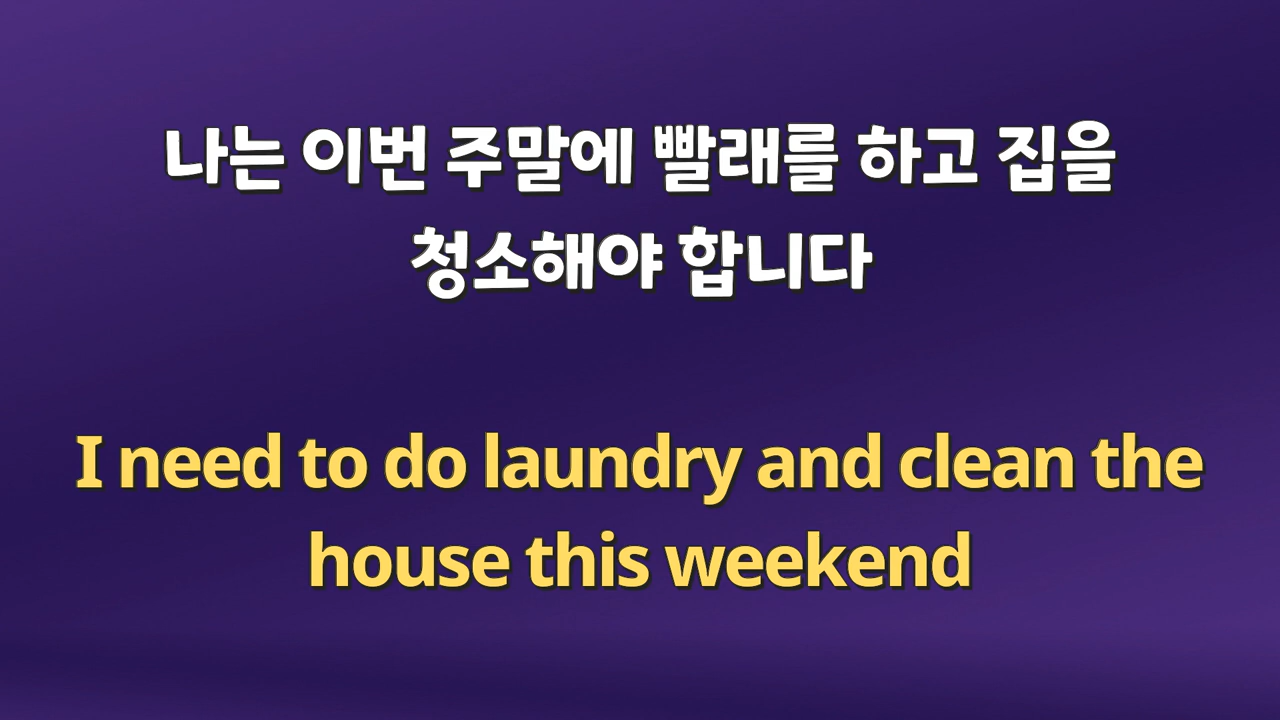 나는 이번 주말에 빨래를 하고 집을
청소해야 합니다
I need to do laundry and clean the
house this weekend